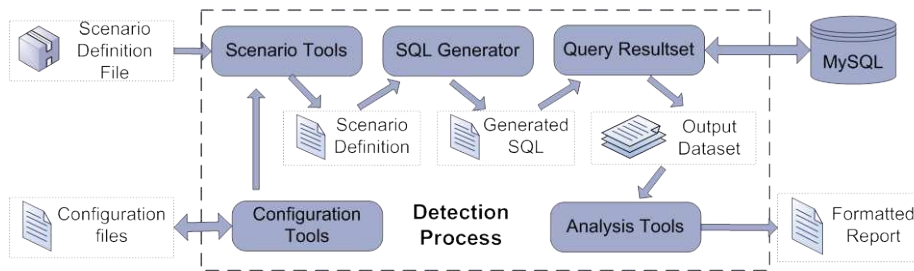 Scenario
Definition
File
Scenario Tools
SQL Generator
Query Resultset
MySQL
Scenario
Definition
Generated
SQL
Output
Dataset
Configuration
files
Configuration
Tools
Detection
Process
Analysis Tools
Formatted
Report